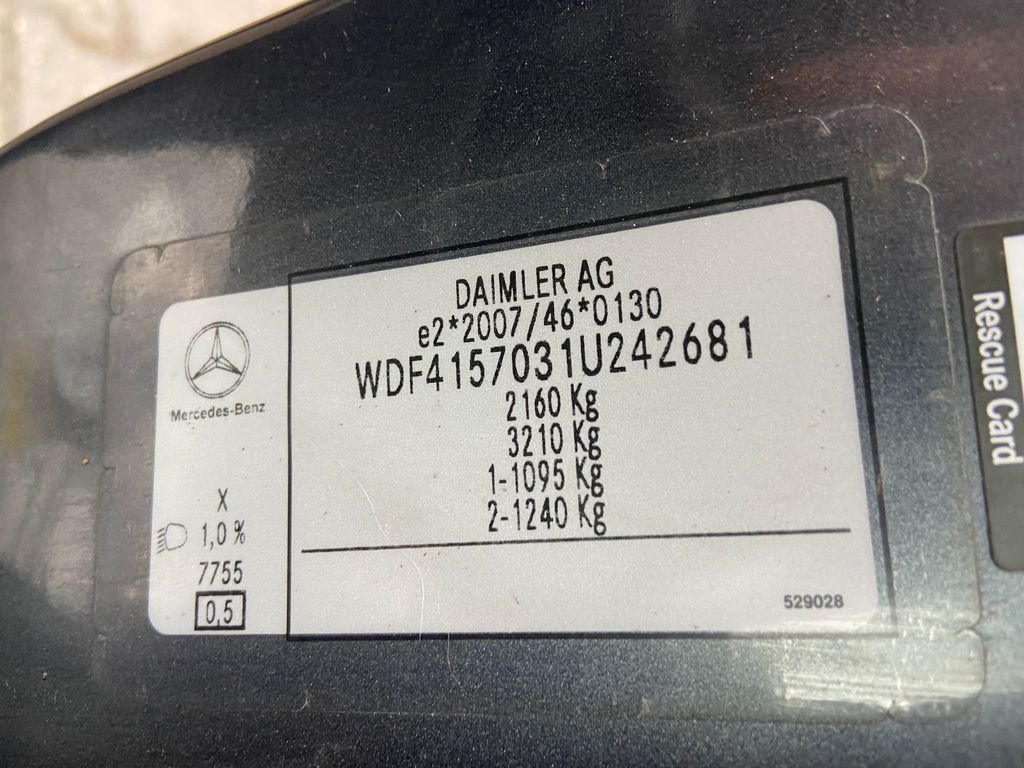 DAIMLER AG
e2*2007/46*0130
WDF4157031U242681
2160 Kg
3210 Kg
1-1095 Kg
2-1240 Kg
529028
Mercedes-Benz
X
1,0 %
7755
0,5
Rescue Card